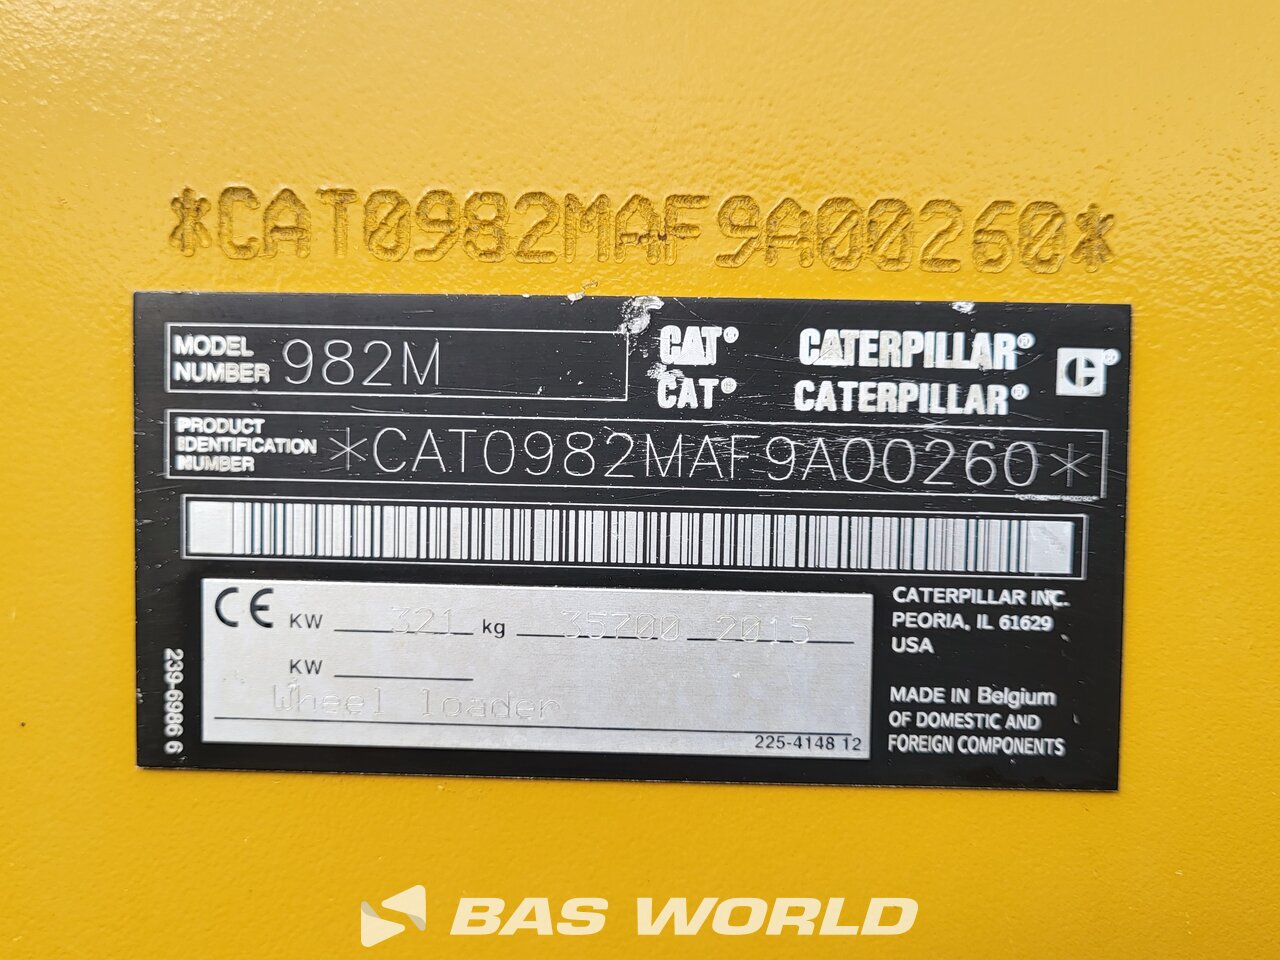 *CAT0982MAF9A00260*
MODEL NUMBER 982M
CAT® CATERPILLAR®
CAT® CATERPILLAR®
PRODUCT IDENTIFICATION NUMBER *CAT0982MAF9A00260*
*CAT0982MAF9A00260*
CE KW 321 kg 35700 2015
KW
Wheel loader
225-4148 12
239-6986 6
CATERPILLAR INC.
PEORIA, IL 61629
USA
MADE IN Belgium
OF DOMESTIC AND
FOREIGN COMPONENTS
BAS WORLD